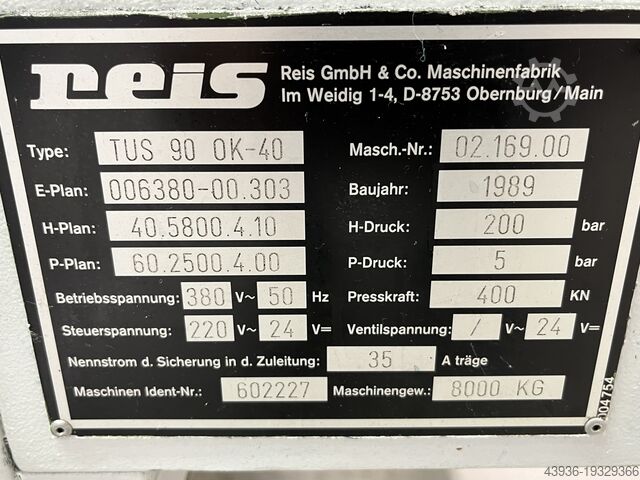 reis
Reis GmbH & Co. Maschinenfabrik
Im Weidig 1-4, D-8753 Obernburg/Main
Type: TUS 90 OK-40 Masch.-Nr.: 02.169.00
E-Plan: 006380-00.303 Baujahr: 1989
H-Plan: 40.5800.4.10 H-Druck: 200 bar
P-Plan: 60.2500.4.00 P-Druck: 5 bar
Betriebsspannung: 380 V~ 50 Hz Presskraft: 400 KN
Steuerspannung: 220 V~ 24 V= Ventilspannung: / V~ 24 V=
Nennstrom d. Sicherung in d. Zuleitung: 35 A träge
Maschinen Ident-Nr.: 602227 Maschinengew.: 8000 KG
43936-19329366